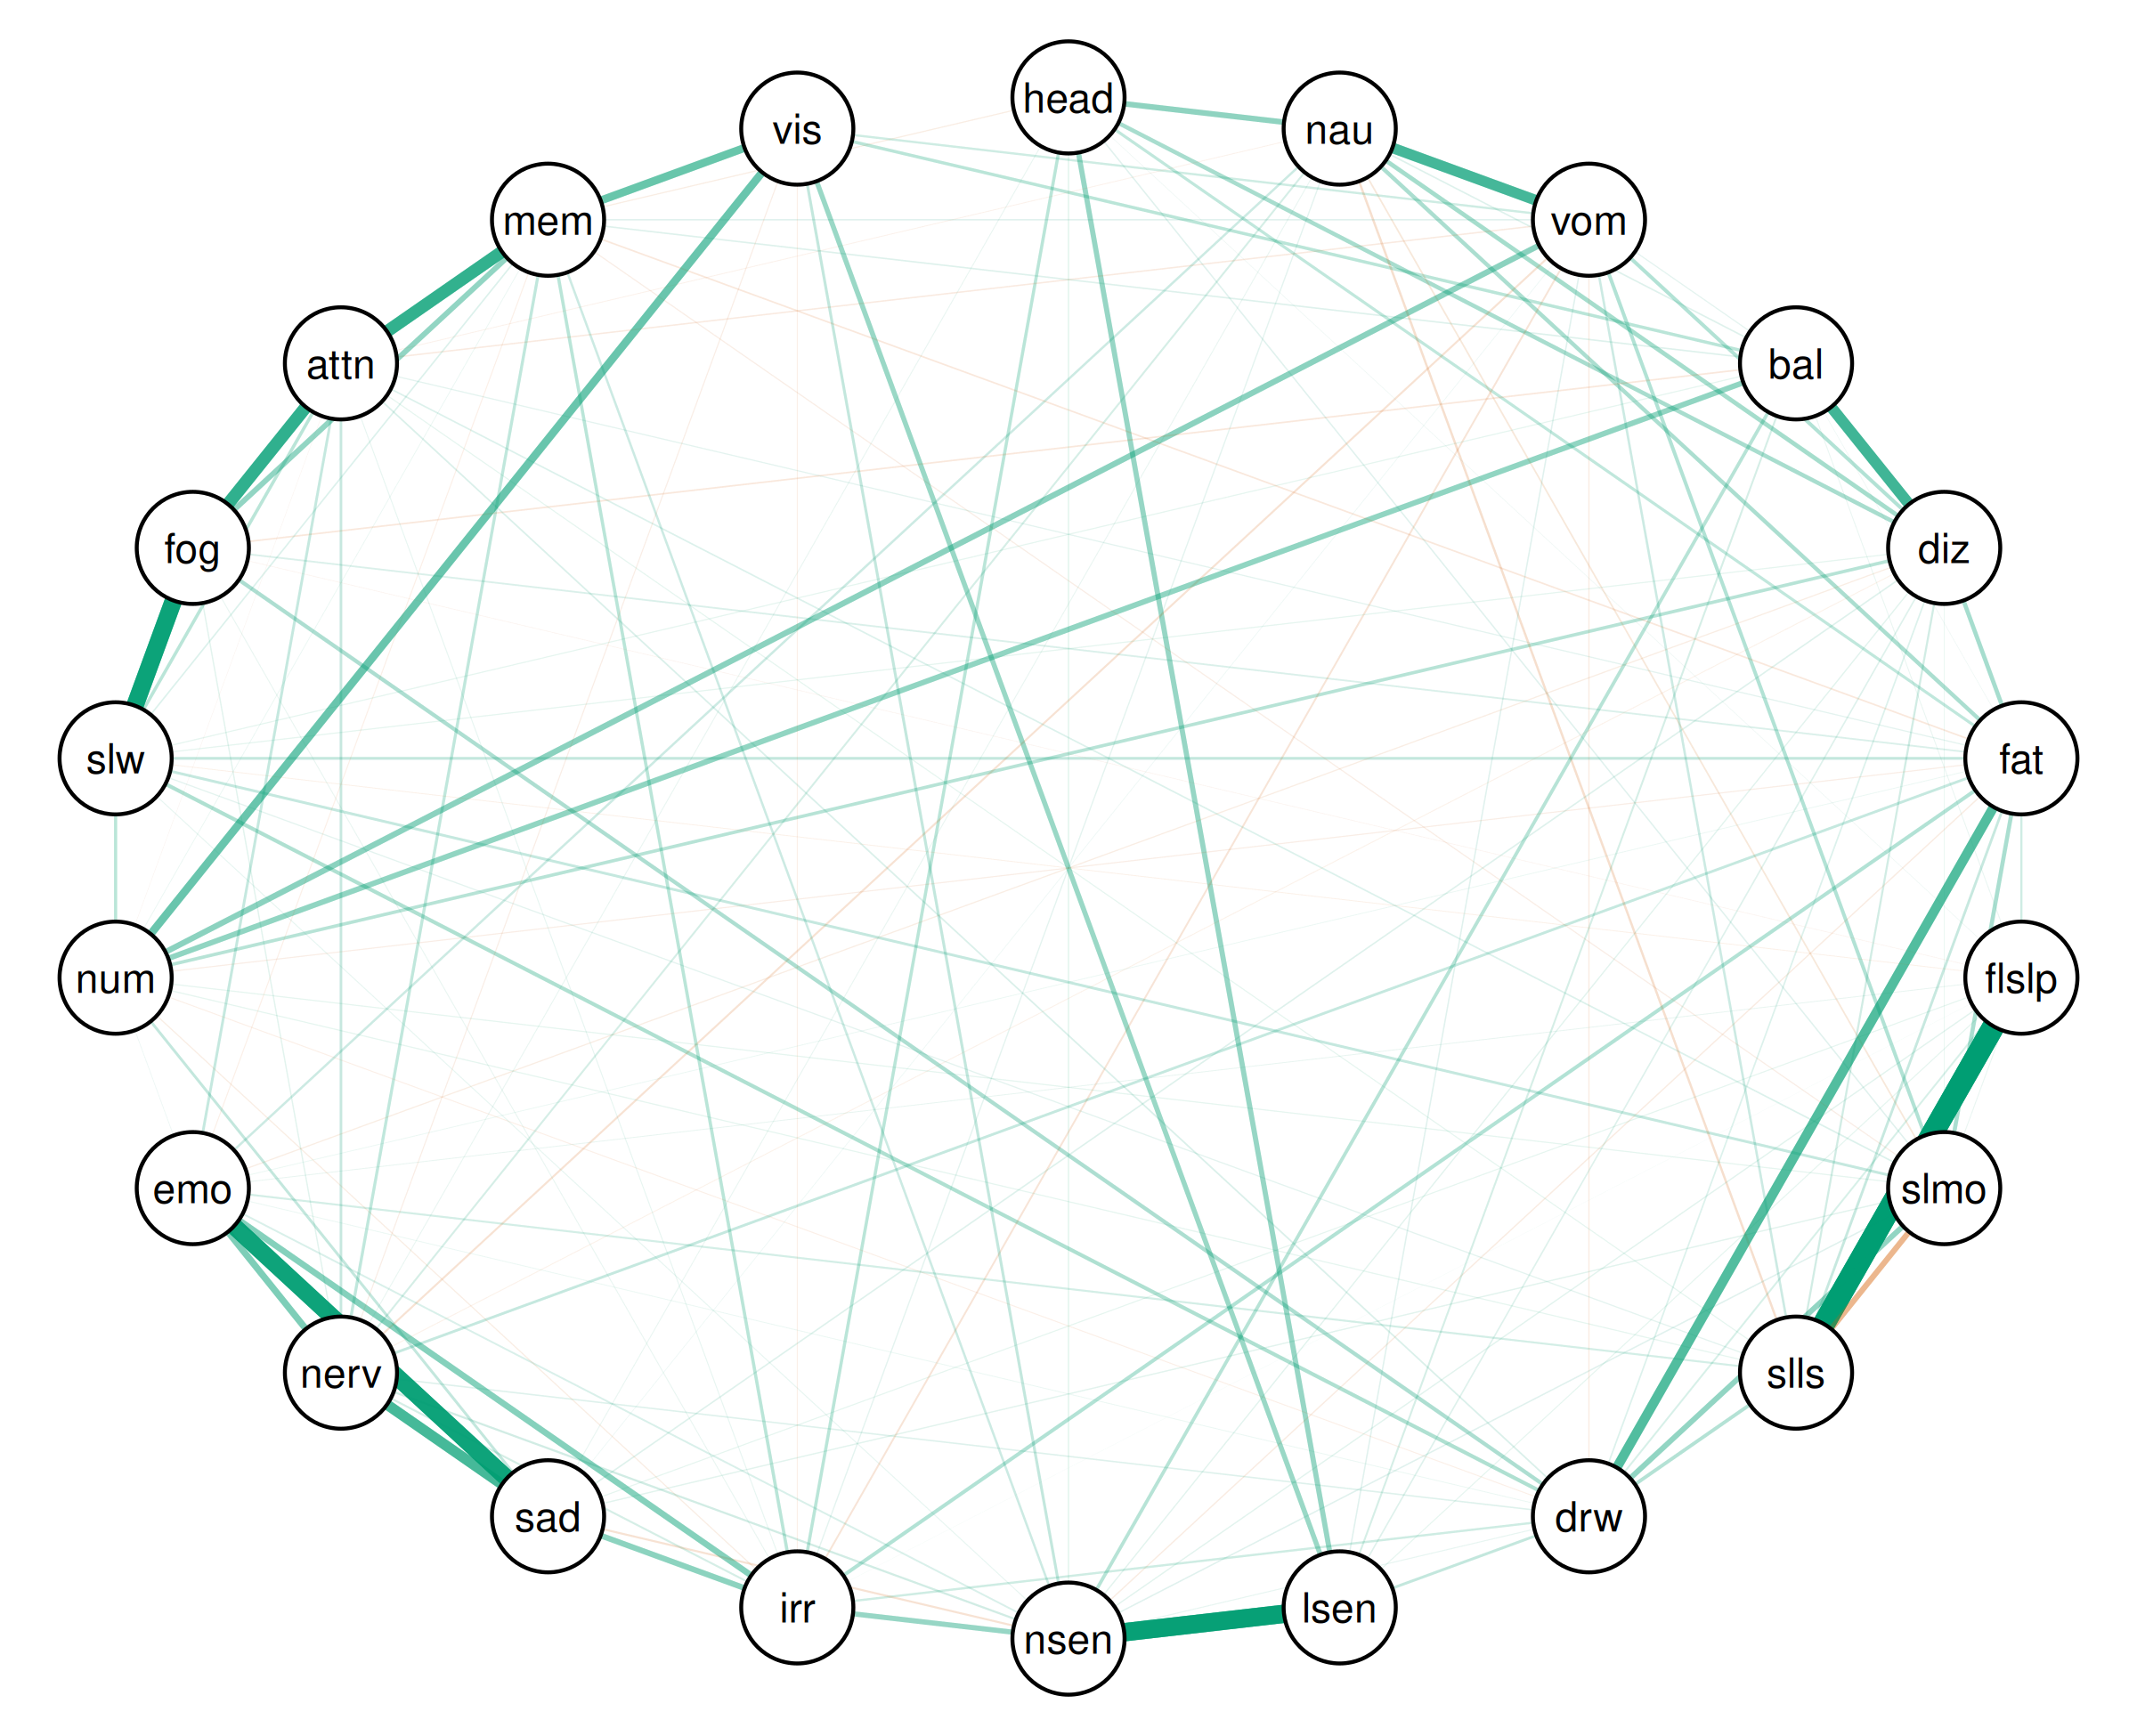 head
nau
vis
vom
mem
bal
attn
diz
fog
fat
slw
flslp
num
slmo
emo
slls
nerv
drw
sad
lsen
irr
nsen